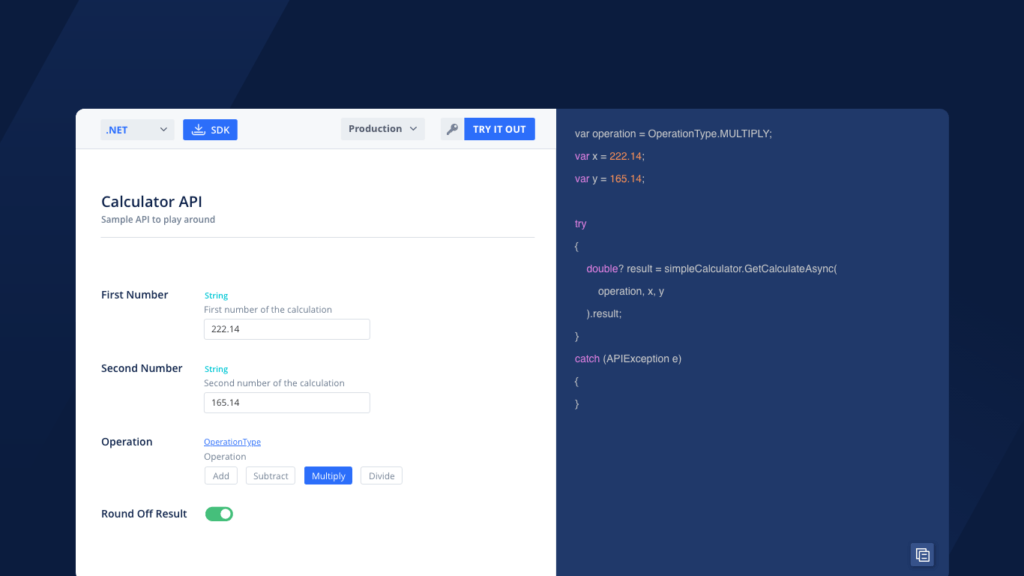 .NET
SDK
Production
TRY IT OUT
Calculator API
Sample API to play around
First Number
String
First number of the calculation
222.14
Second Number
String
Second number of the calculation
165.14
Operation
OperationType
Operation
Add
Subtract
Multiply
Divide
Round Off Result
var operation = OperationType.MULTIPLY;
var x = 222.14;
var y = 165.14;
try
{
double? result = simpleCalculator.GetCalculateAsync(
operation, x, y
).result;
}
catch (APIException e)
{
}